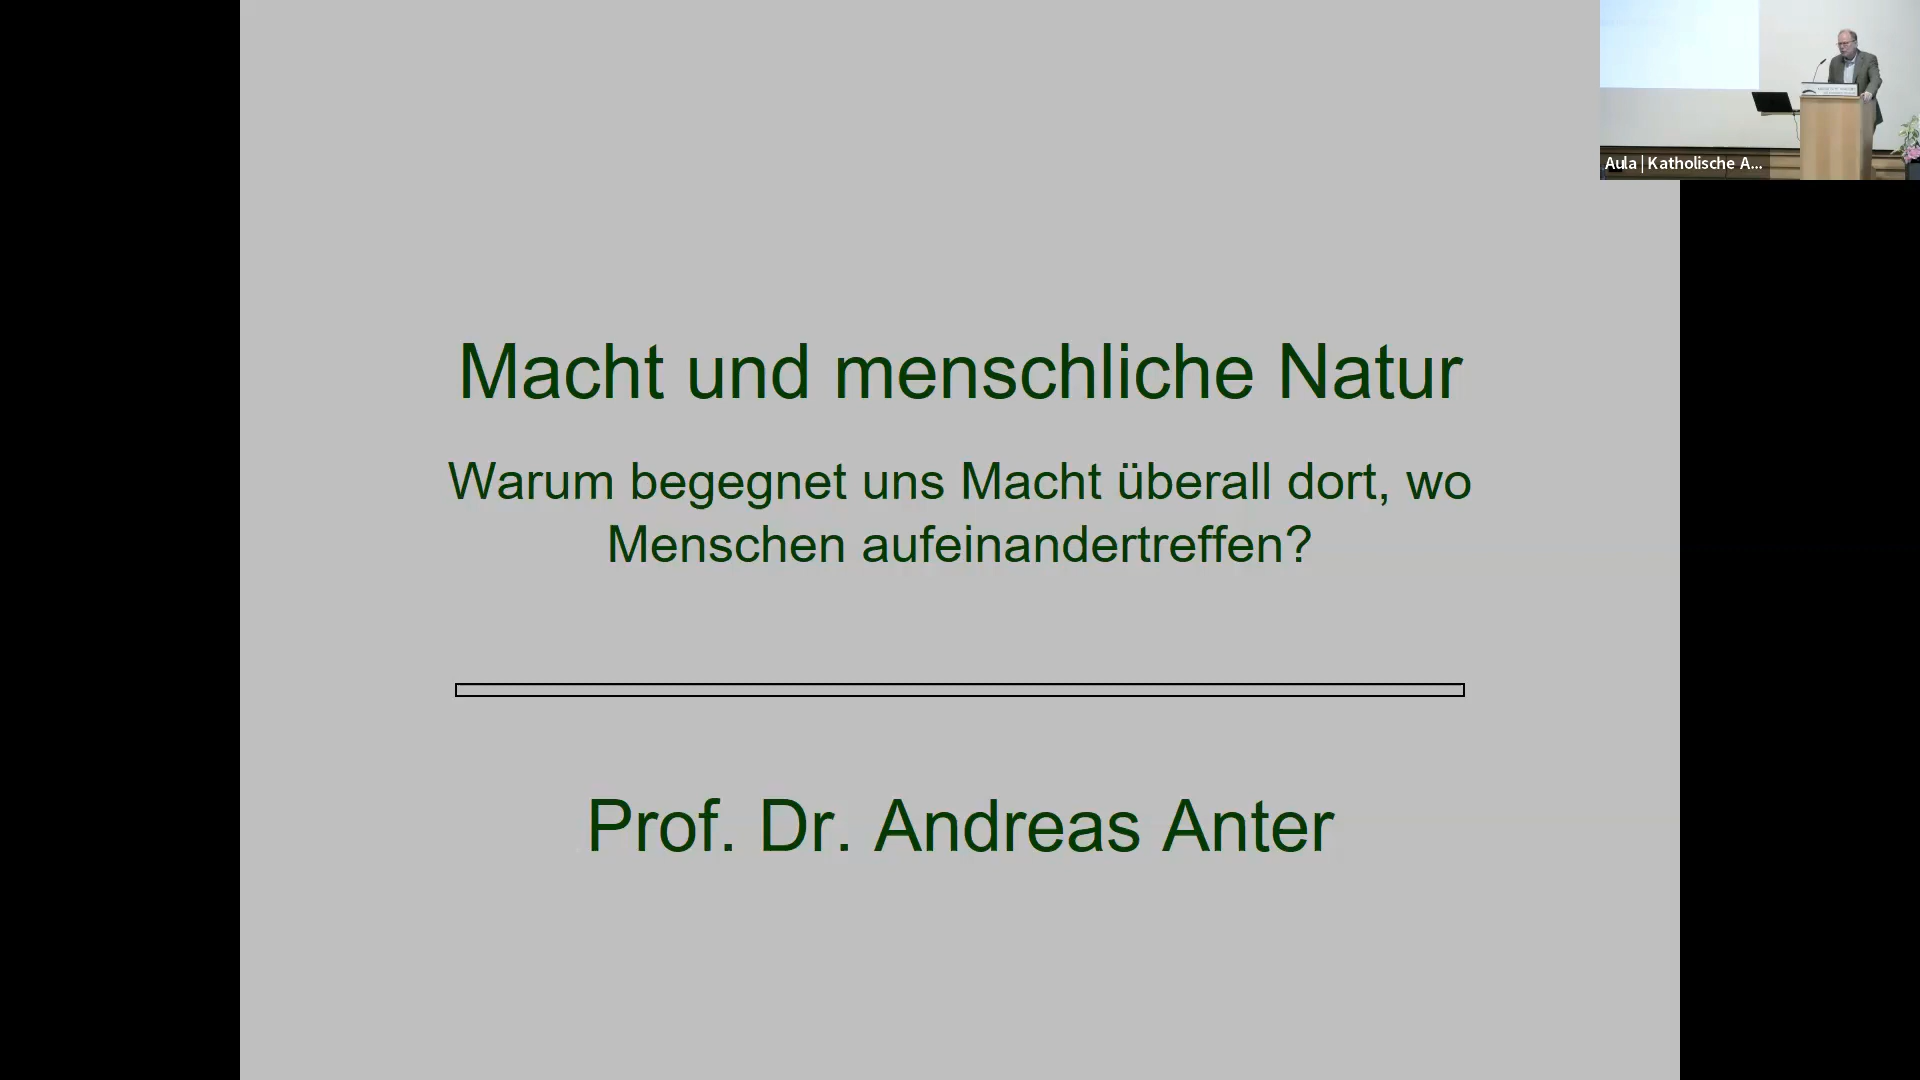 Macht und menschliche Natur
Warum begegnet uns Macht überall dort, wo
Menschen aufeinandertreffen?
Prof. Dr. Andreas Anter
Aula | Katholische A...